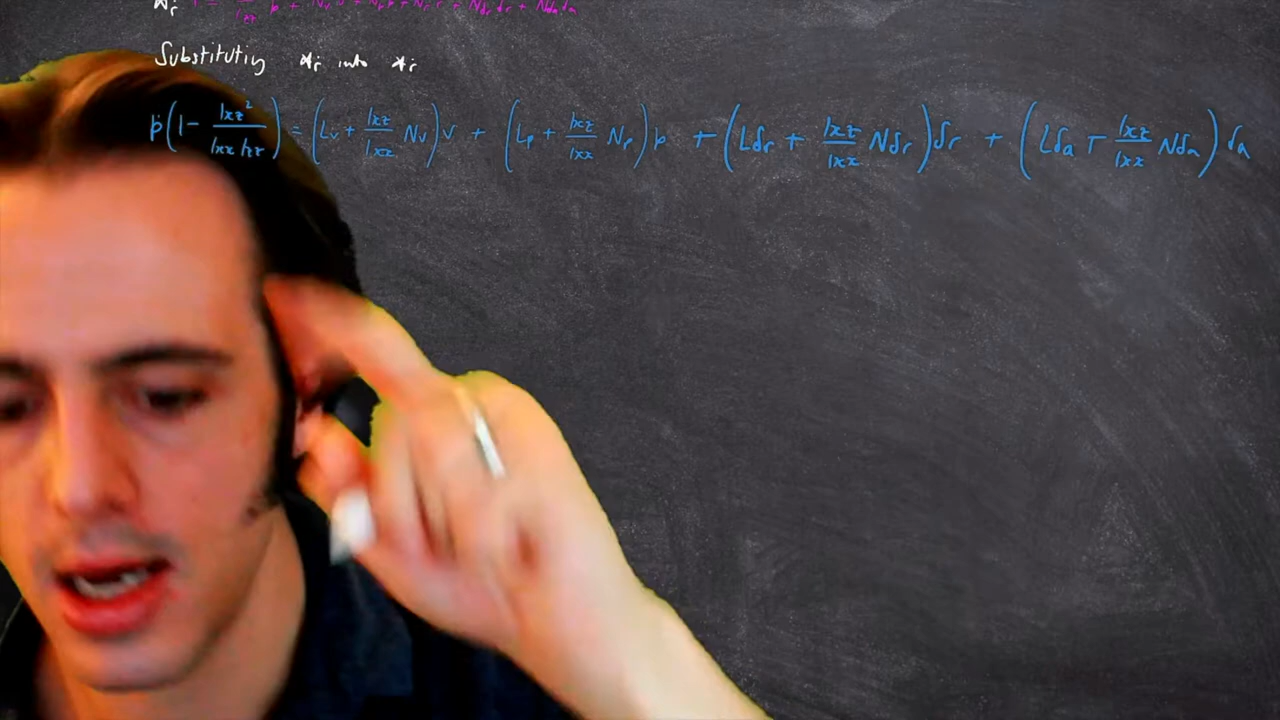 Substituting *ṙ into *ṙ
ṗ(1 - Ixz²/(Ixx Izz)) = (Lv + Ixz/Ixx Nv)v + (Lp + Ixz/Ixx Np)p + (Lδr + Ixz/Ixx Nδr)δr + (Lδa + Ixz/Ixx Nδa)δa